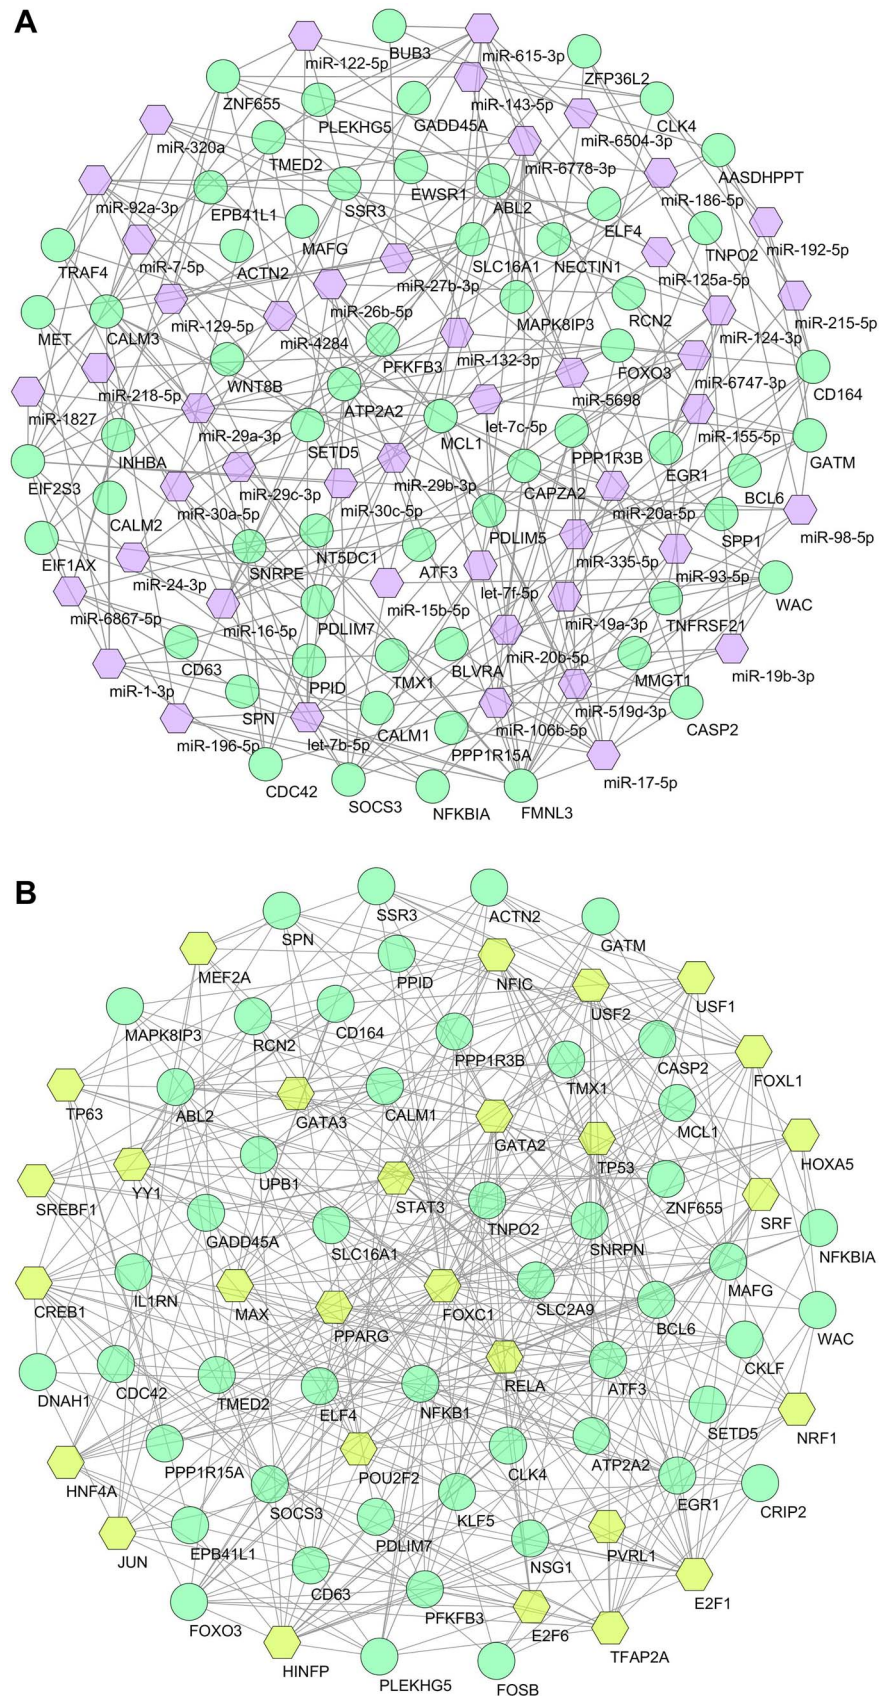 A
BUB3
miR-122-5p
miR-615-3p
ZFP36L2
ZNF655
miR-143-5p
PLEKHG5
GADD45A
CLK4
miR-6504-3p
miR-320a
TMED2
miR-6778-3p
AASDHPPT
EWSR1
ABL2
miR-186-5p
miR-92a-3p
EPB41L1
SSR3
ELF4
MAFG
miR-192-5p
TNPO2
TRAF4
miR-7-5p
ACTN2
SLC16A1
NECTIN1
miR-27b-3p
miR-125a-5p
miR-26b-5p
MAPK8IP3
RCN2
miR-215-5p
MET
CALM3
miR-129-5p
miR-4284
miR-124-3p
PFKFB3
miR-132-3p
FOXO3
miR-6747-3p
WNT8B
miR-218-5p
miR-5698
CD164
ATP2A2
miR-1827
let-7c-5p
miR-29a-3p
MCL1
miR-155-5p
SETD5
PPP1R3B
INHBA
EGR1
GATM
EIF2S3
miR-29c-3p
miR-29b-3p
CAPZA2
BCL6
miR-30a-5p
miR-30c-5p
miR-20a-5p
CALM2
PDLIM5
SPP1
miR-98-5p
EIF1AX
NT5DC1
miR-335-5p
SNRPE
ATF3
miR-93-5p
miR-24-3p
let-7f-5p
WAC
miR-6867-5p
miR-15b-5p
miR-16-5p
PDLIM7
miR-19a-3p
TNFRSF21
CD63
miR-20b-5p
BLVRA
PPID
TMX1
MMGT1
miR-19b-3p
miR-1-3p
SPN
miR-519d-3p
CALM1
miR-106b-5p
CASP2
miR-196-5p
let-7b-5p
PPP1R15A
miR-17-5p
CDC42
SOCS3
NFKBIA
FMNL3
B
SSR3
ACTN2
SPN
GATM
MEF2A
PPID
NFIC
USF2
USF1
MAPK8IP3
RCN2
CD164
PPP1R3B
TMX1
CASP2
FOXL1
TP63
ABL2
GATA3
CALM1
GATA2
MCL1
TP53
HOXA5
SREBF1
YY1
UPB1
STAT3
ZNF655
SRF
GADD45A
SLC16A1
TNPO2
SNRPN
NFKBIA
CREB1
IL1RN
MAX
PPARG
FOXC1
SLC2A9
BCL6
MAFG
WAC
DNAH1
CDC42
TMED2
ELF4
NFKB1
RELA
ATF3
CKLF
SETD5
NRF1
HNF4A
PPP1R15A
POU2F2
CLK4
ATP2A2
SOCS3
KLF5
EGR1
CRIP2
JUN
EPB41L1
PDLIM7
NSG1
PVRL1
CD63
PFKFB3
E2F1
FOXO3
E2F6
TFAP2A
HINFP
PLEKHG5
FOSB